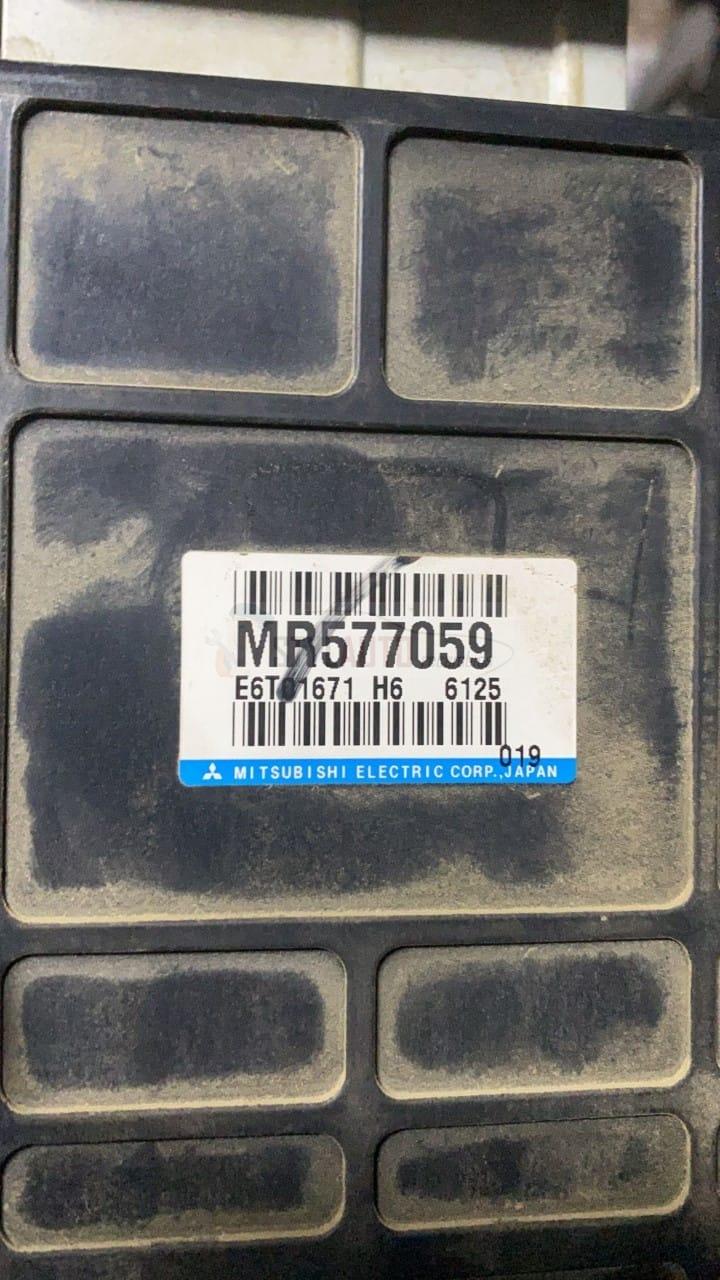 MR577059
E6T01671 H6 6125
019
MITSUBISHI ELECTRIC CORP., JAPAN